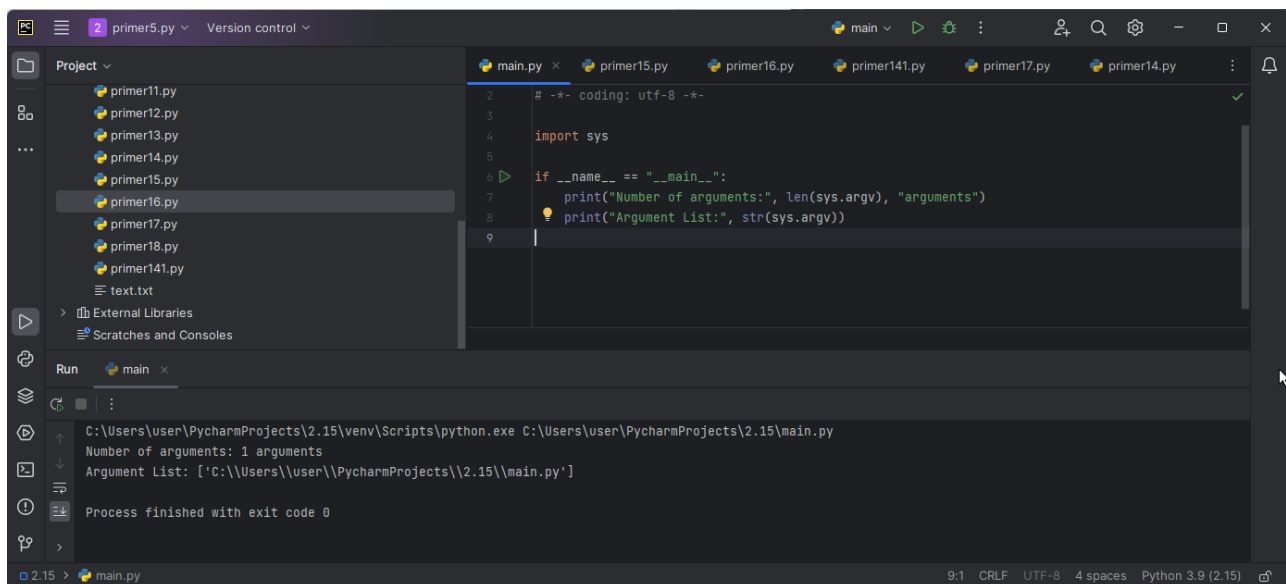 PC 2 primer5.py Version control main
Project
primer11.py
primer12.py
primer13.py
primer14.py
primer15.py
primer16.py
primer17.py
primer18.py
primer141.py
text.txt
External Libraries
Scratches and Consoles
main.py primer15.py primer16.py primer141.py primer17.py primer14.py
2 # -*- coding: utf-8 -*-
3
4 import sys
5
6 if __name__ == "__main__":
7 print("Number of arguments:", len(sys.argv), "arguments")
8 print("Argument List:", str(sys.argv))
9
Run main
C:\Users\user\PycharmProjects\2.15\venv\Scripts\python.exe C:\Users\user\PycharmProjects\2.15\main.py
Number of arguments: 1 arguments
Argument List: ['C:\\Users\\user\\PycharmProjects\\2.15\\main.py']
Process finished with exit code 0
2.15 > main.py 9:1 CRLF UTF-8 4 spaces Python 3.9 (2.15)